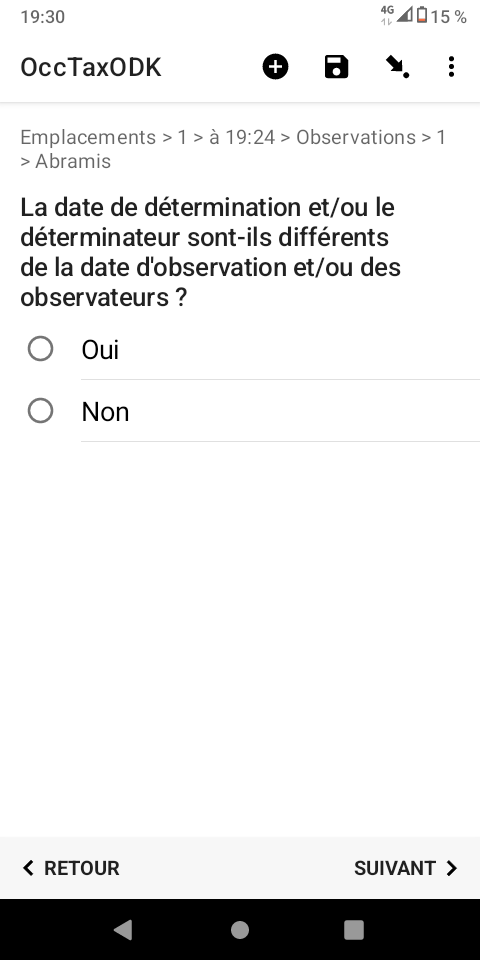 19:30
4G
15 %
OccTaxODK
Emplacements > 1 > à 19:24 > Observations > 1
> Abramis
La date de détermination et/ou le
déterminateur sont-ils différents
de la date d'observation et/ou des
observateurs ?
Oui
Non
RETOUR
SUIVANT